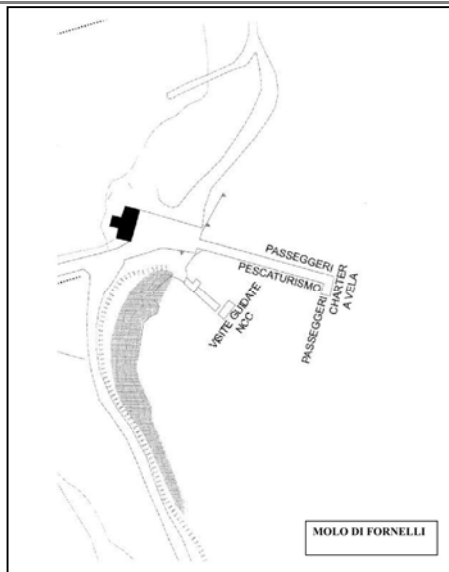 PASSEGGERI
PESCATURISMO
PASSEGGERI
CHARTER
A VELA
VISITE GUIDATE
NCC
MOLO DI FORNELLI